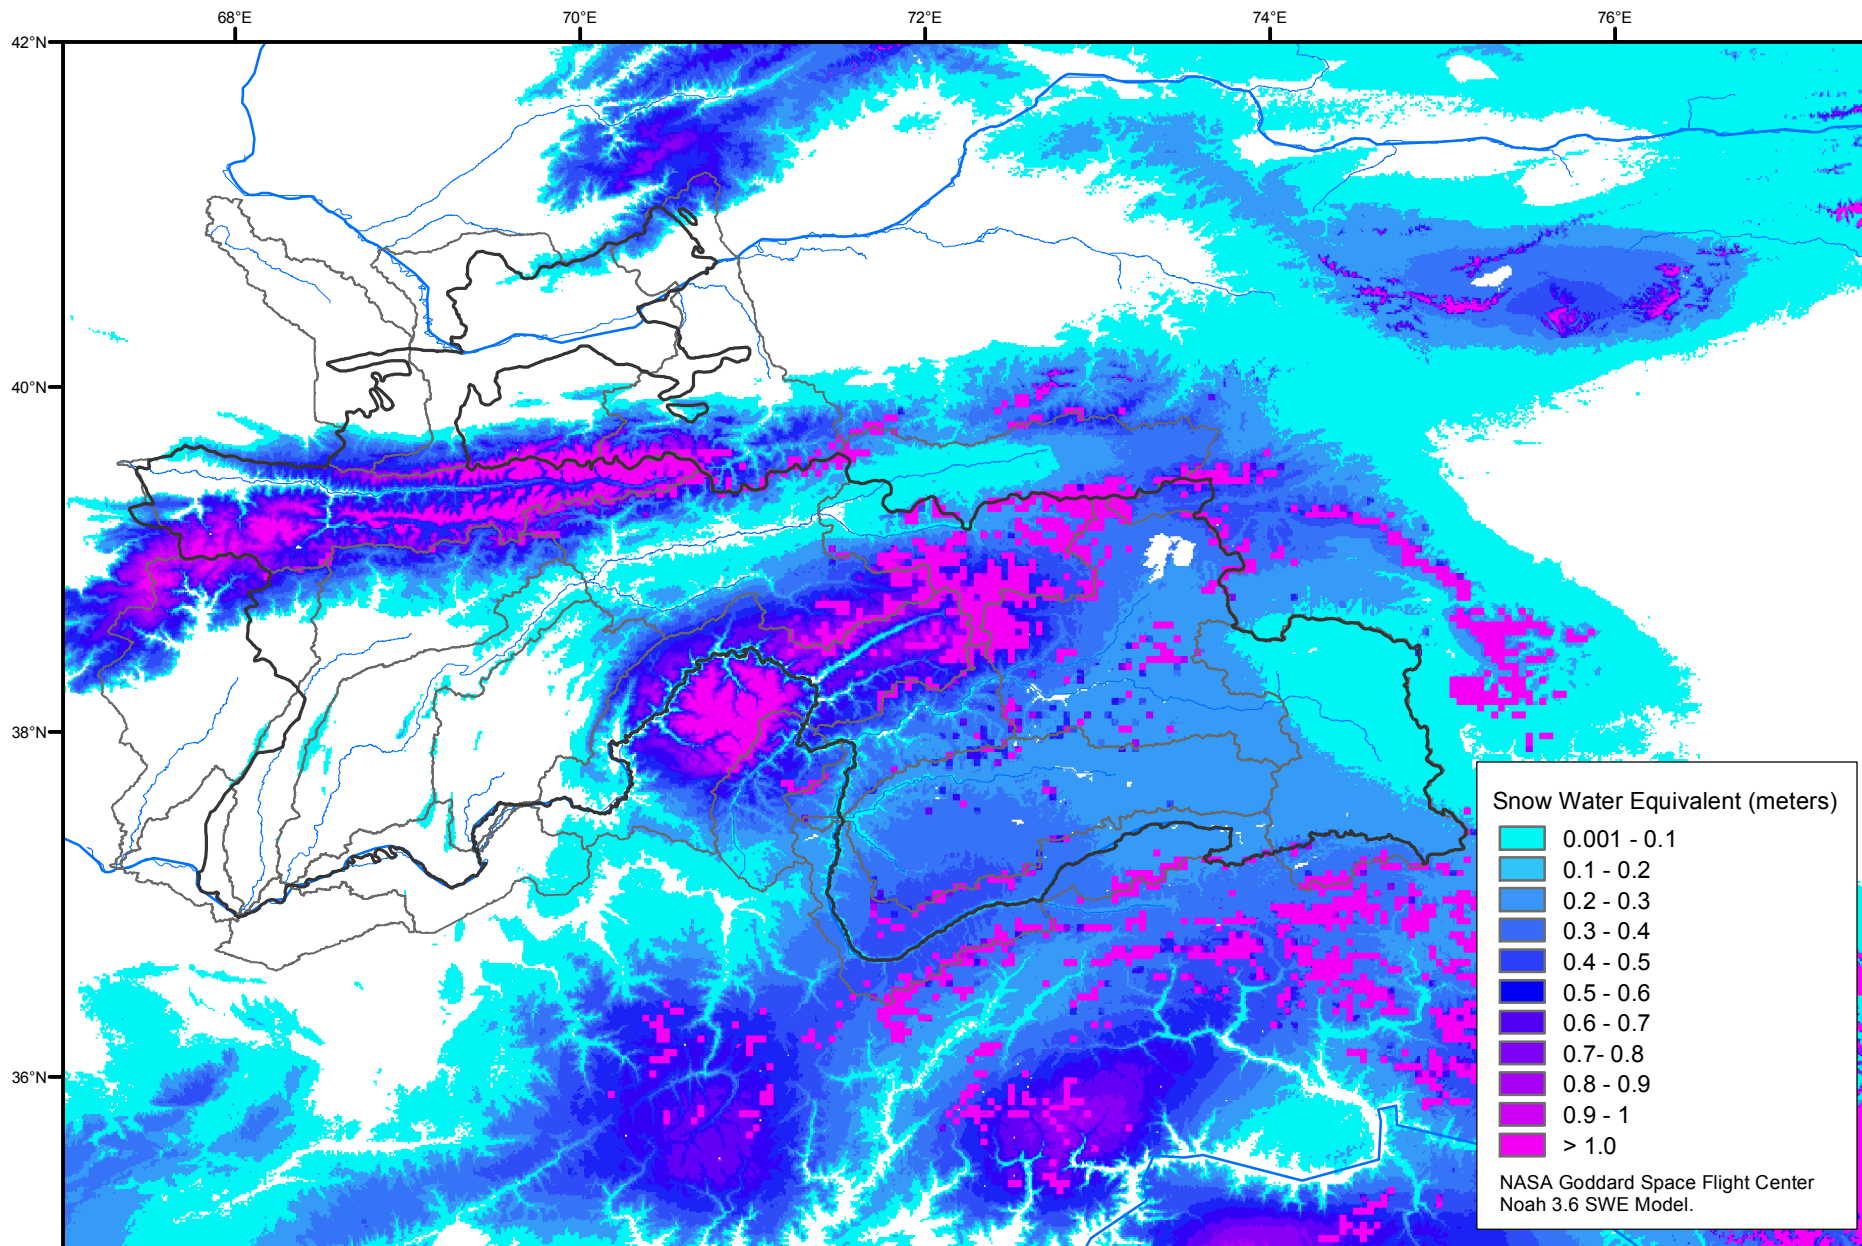 68°E 70°E 72°E 74°E 76°E
42°N
40°N
38°N
36°N
Snow Water Equivalent (meters)
0.001 - 0.1
0.1 - 0.2
0.2 - 0.3
0.3 - 0.4
0.4 - 0.5
0.5 - 0.6
0.6 - 0.7
0.7- 0.8
0.8 - 0.9
0.9 - 1
> 1.0
NASA Goddard Space Flight Center
Noah 3.6 SWE Model.